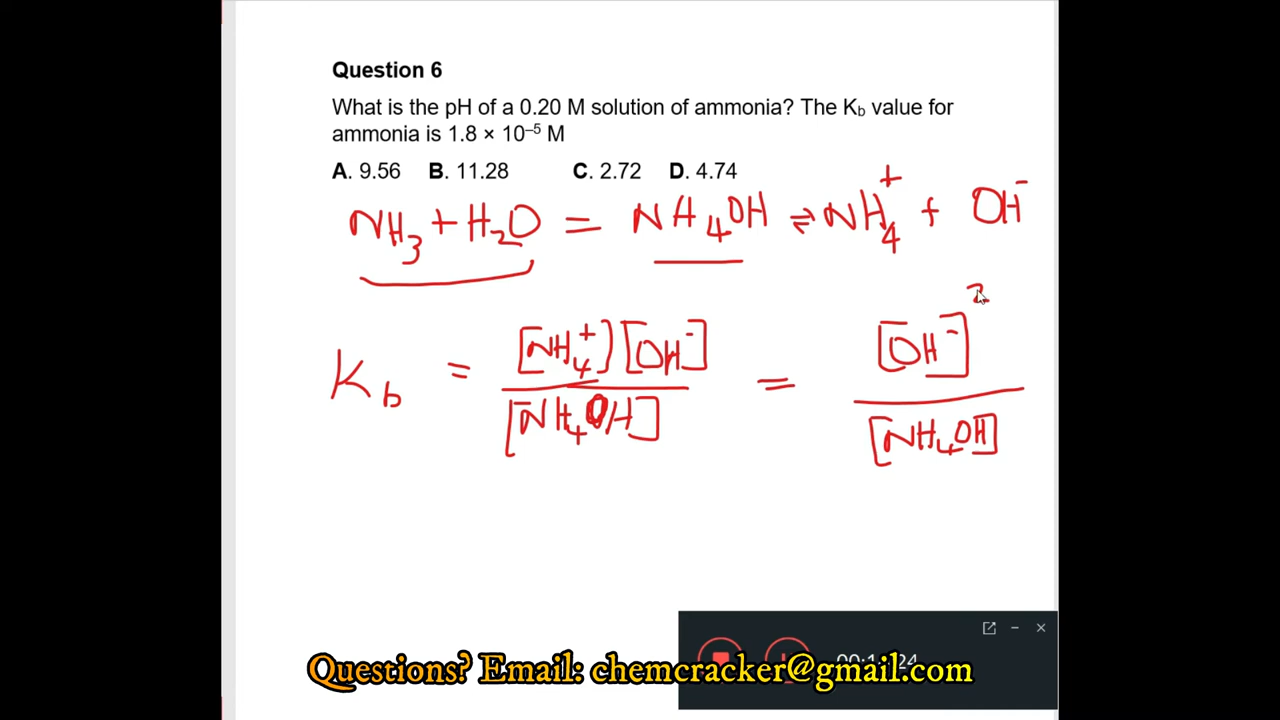 Question 6
What is the pH of a 0.20 M solution of ammonia? The K_b value for
ammonia is 1.8 × 10⁻⁵ M
A. 9.56 B. 11.28 C. 2.72 D. 4.74
NH₃ + H₂O = NH₄OH ⇌ NH₄⁺ + OH⁻
K_b = [NH₄⁺][OH⁻] / [NH₄OH] = [OH⁻]² / [NH₄OH]
Questions? Email: chemcracker@gmail.com